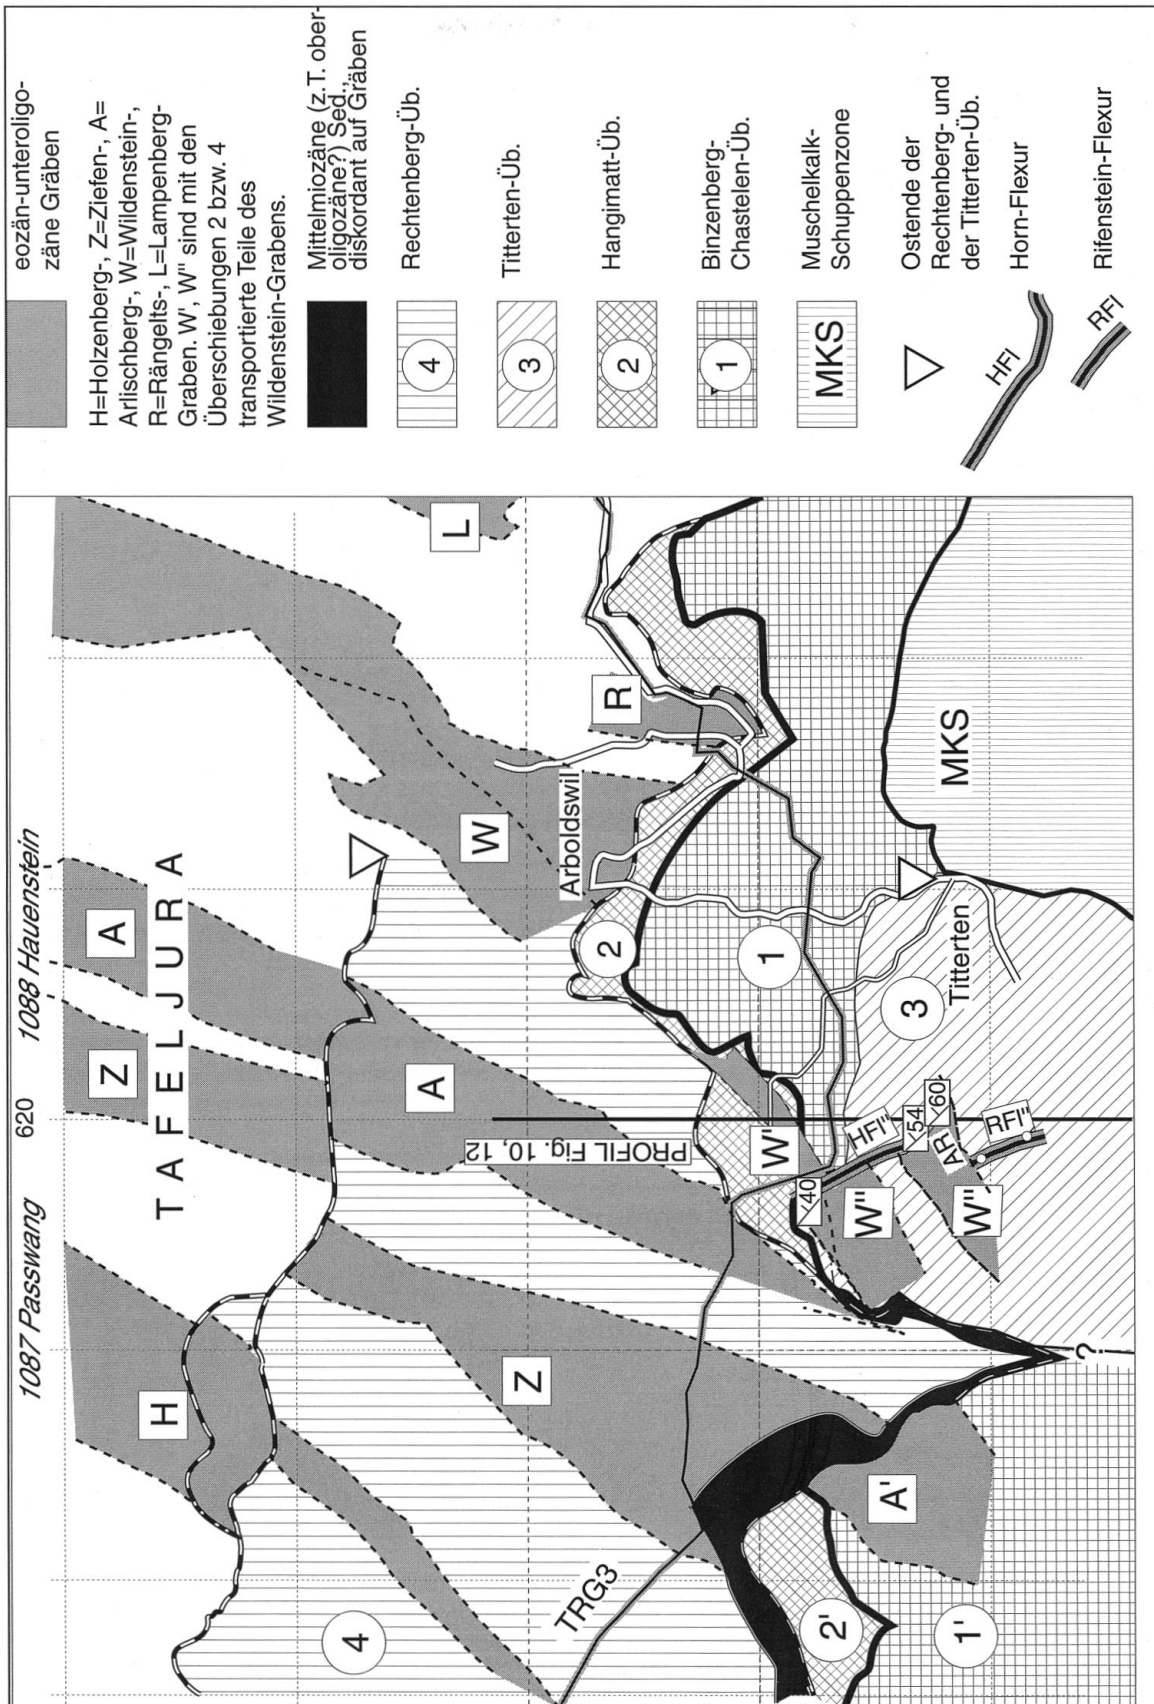 1087 Passwang
620
1088 Hauenstein
TAFELJURA
H
Z
A
A
Z
A
W
L
R
Arboldswil
PROFIL Fig. 10, 12
TRG3
4
2
1
3
2'
1'
A'
W'
W"
W"
HFl"
RFl"
AR
40
54
60
Titterten
MKS
?
eozän-unteroligo-
zäne Gräben
H=Holzenberg-, Z=Ziefen-, A=
Arlischberg-, W=Wildenstein-,
R=Rängelts-, L=Lampenberg-
Graben. W', W" sind mit den
Überschiebungen 2 bzw. 4
transportierte Teile des
Wildenstein-Grabens.
Mittelmiozäne (z.T. ober-
oligozäne?) Sed.,
diskordant auf Gräben
4
Rechtenberg-Üb.
3
Titterten-Üb.
2
Hangimatt-Üb.
1
Binzenberg-
Chastelen-Üb.
MKS
Muschelkalk-
Schuppenzone
Ostende der
Rechtenberg- und
der Titterten-Üb.
HFl
Horn-Flexur
RFl
Rifenstein-Flexur